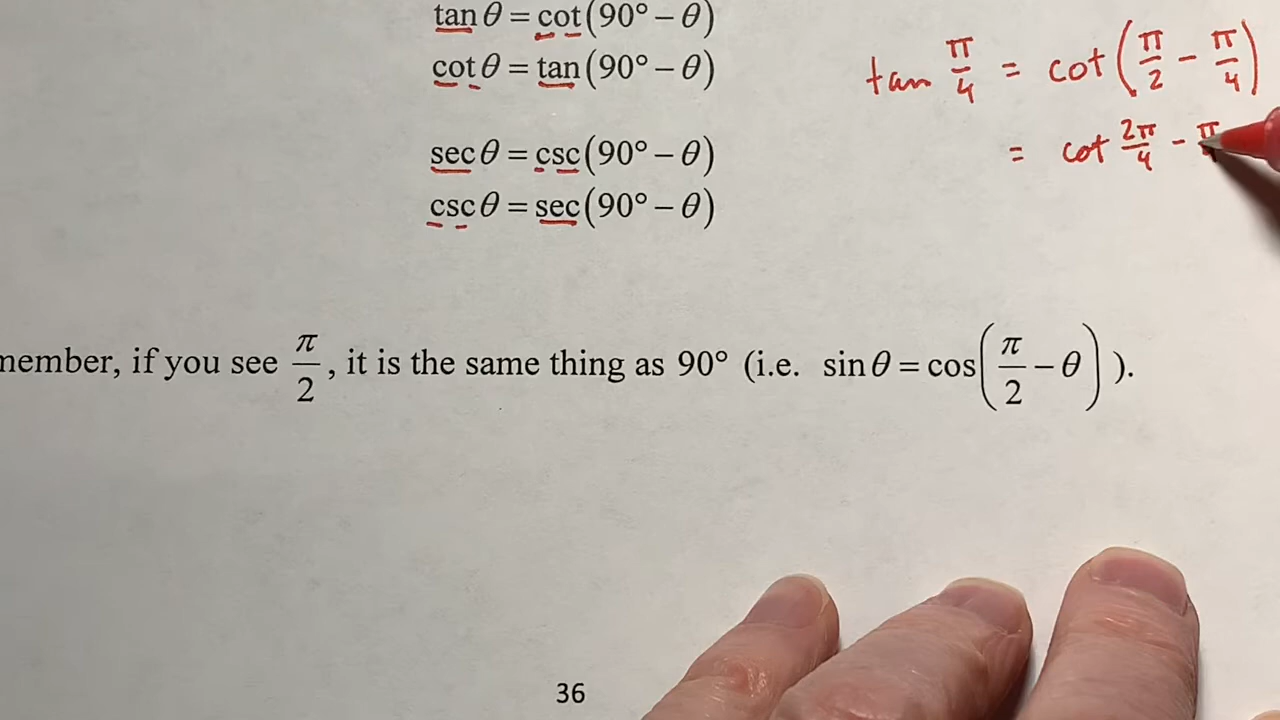 tan θ = cot(90° − θ)
cot θ = tan(90° − θ)
tan π/4 = cot(π/2 − π/4)
= cot 2π/4 − π
sec θ = csc(90° − θ)
csc θ = sec(90° − θ)
member, if you see π/2, it is the same thing as 90° (i.e. sin θ = cos(π/2 − θ) ).
36